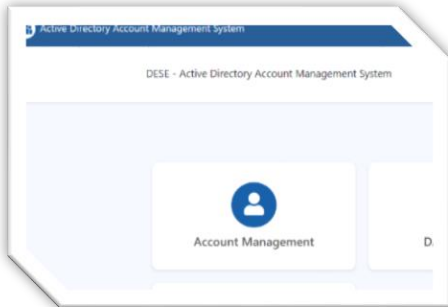 Active Directory Account Management System
DESE - Active Directory Account Management System
Account Management
D